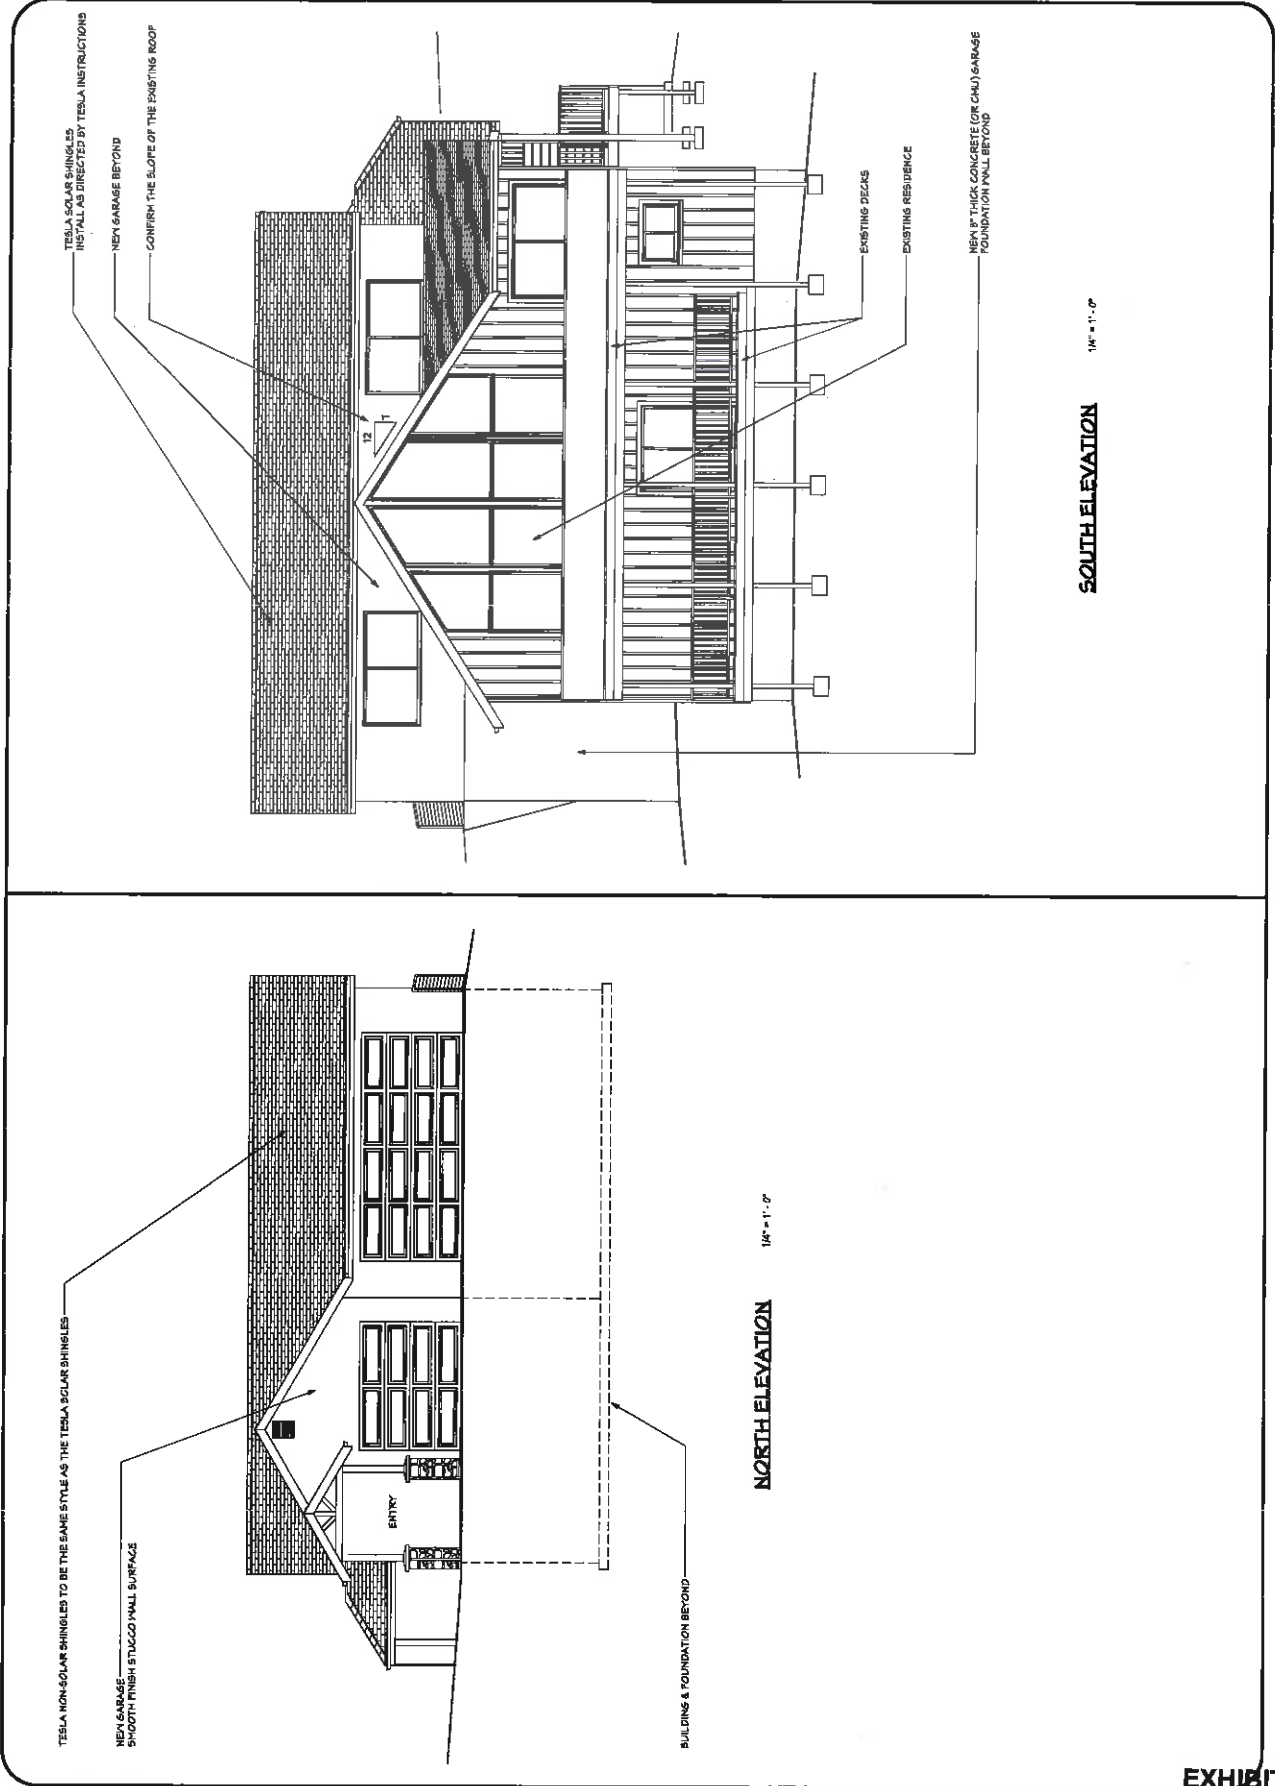 TESLA SOLAR SHINGLES
INSTALL AS DIRECTED BY TESLA INSTRUCTIONS
NEW GARAGE BEYOND
CONFIRM THE SLOPE OF THE EXISTING ROOF
12
7
EXISTING DECKS
EXISTING RESIDENCE
NEW 8" THICK CONCRETE (OR CMU) GARAGE
FOUNDATION WALL BEYOND
SOUTH ELEVATION
1/4" = 1'-0"
TESLA NON-SOLAR SHINGLES TO BE THE SAME STYLE AS THE TESLA SOLAR SHINGLES
NEW GARAGE
SMOOTH FINISH STUCCO WALL SURFACE
ENTRY
BUILDING & FOUNDATION BEYOND
NORTH ELEVATION
1/4" = 1'-0"
EXHIBIT